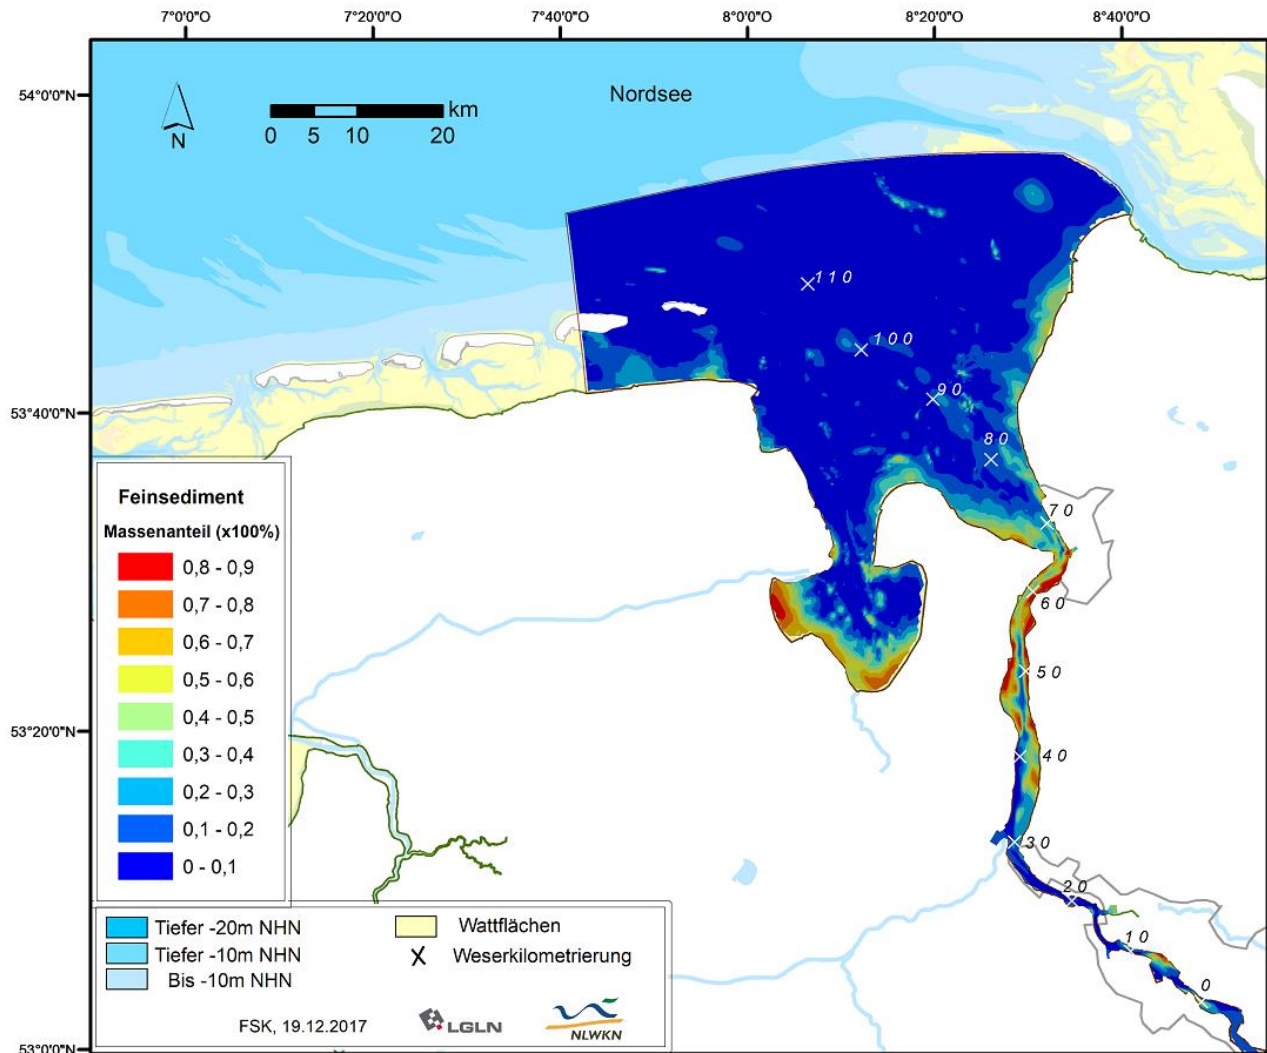 7°0'0"E 7°20'0"E 7°40'0"E 8°0'0"E 8°20'0"E 8°40'0"E
54°0'0"N
53°40'0"N
53°20'0"N
53°0'0"N
Nordsee
km
0 5 10 20
N
110
100
90
80
70
60
50
40
30
20
10
0
Feinsediment
Massenanteil (x100%)
0,8 - 0,9
0,7 - 0,8
0,6 - 0,7
0,5 - 0,6
0,4 - 0,5
0,3 - 0,4
0,2 - 0,3
0,1 - 0,2
0 - 0,1
Tiefer -20m NHN
Tiefer -10m NHN
Bis -10m NHN
Wattflächen
Weserkilometrierung
FSK, 19.12.2017
LGLN
NLWKN